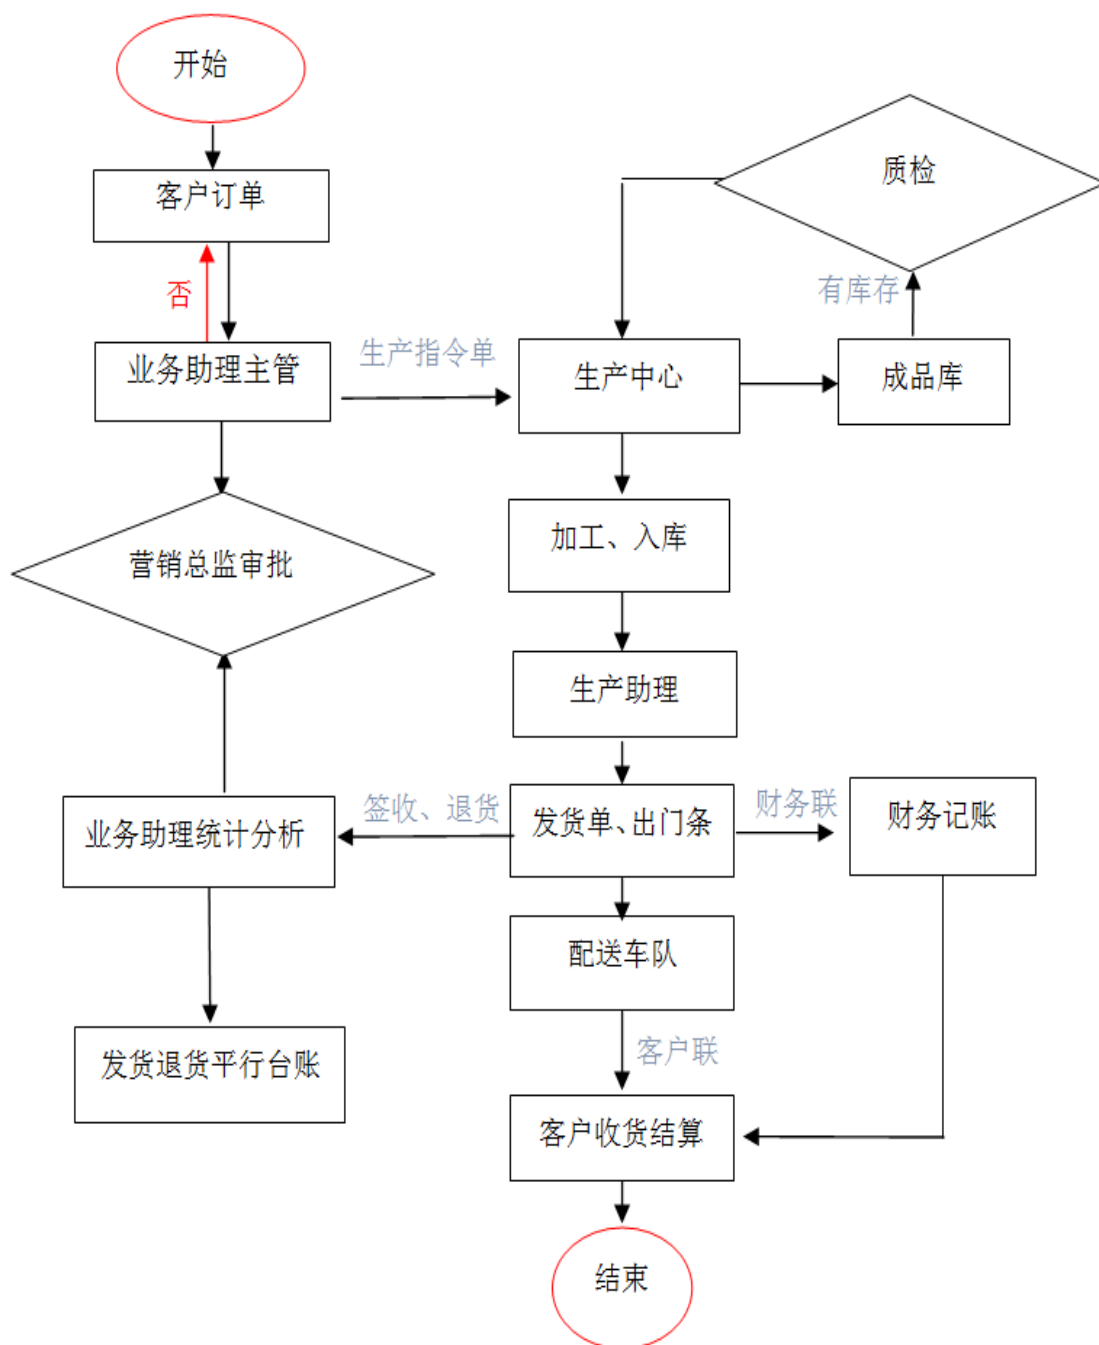 开始
客户订单
否
业务助理主管
生产指令单
营销总监审批
质检
有库存
生产中心
成品库
加工、入库
生产助理
签收、退货
发货单、出门条
财务联
财务记账
业务助理统计分析
配送车队
发货退货平行台账
客户联
客户收货结算
结束